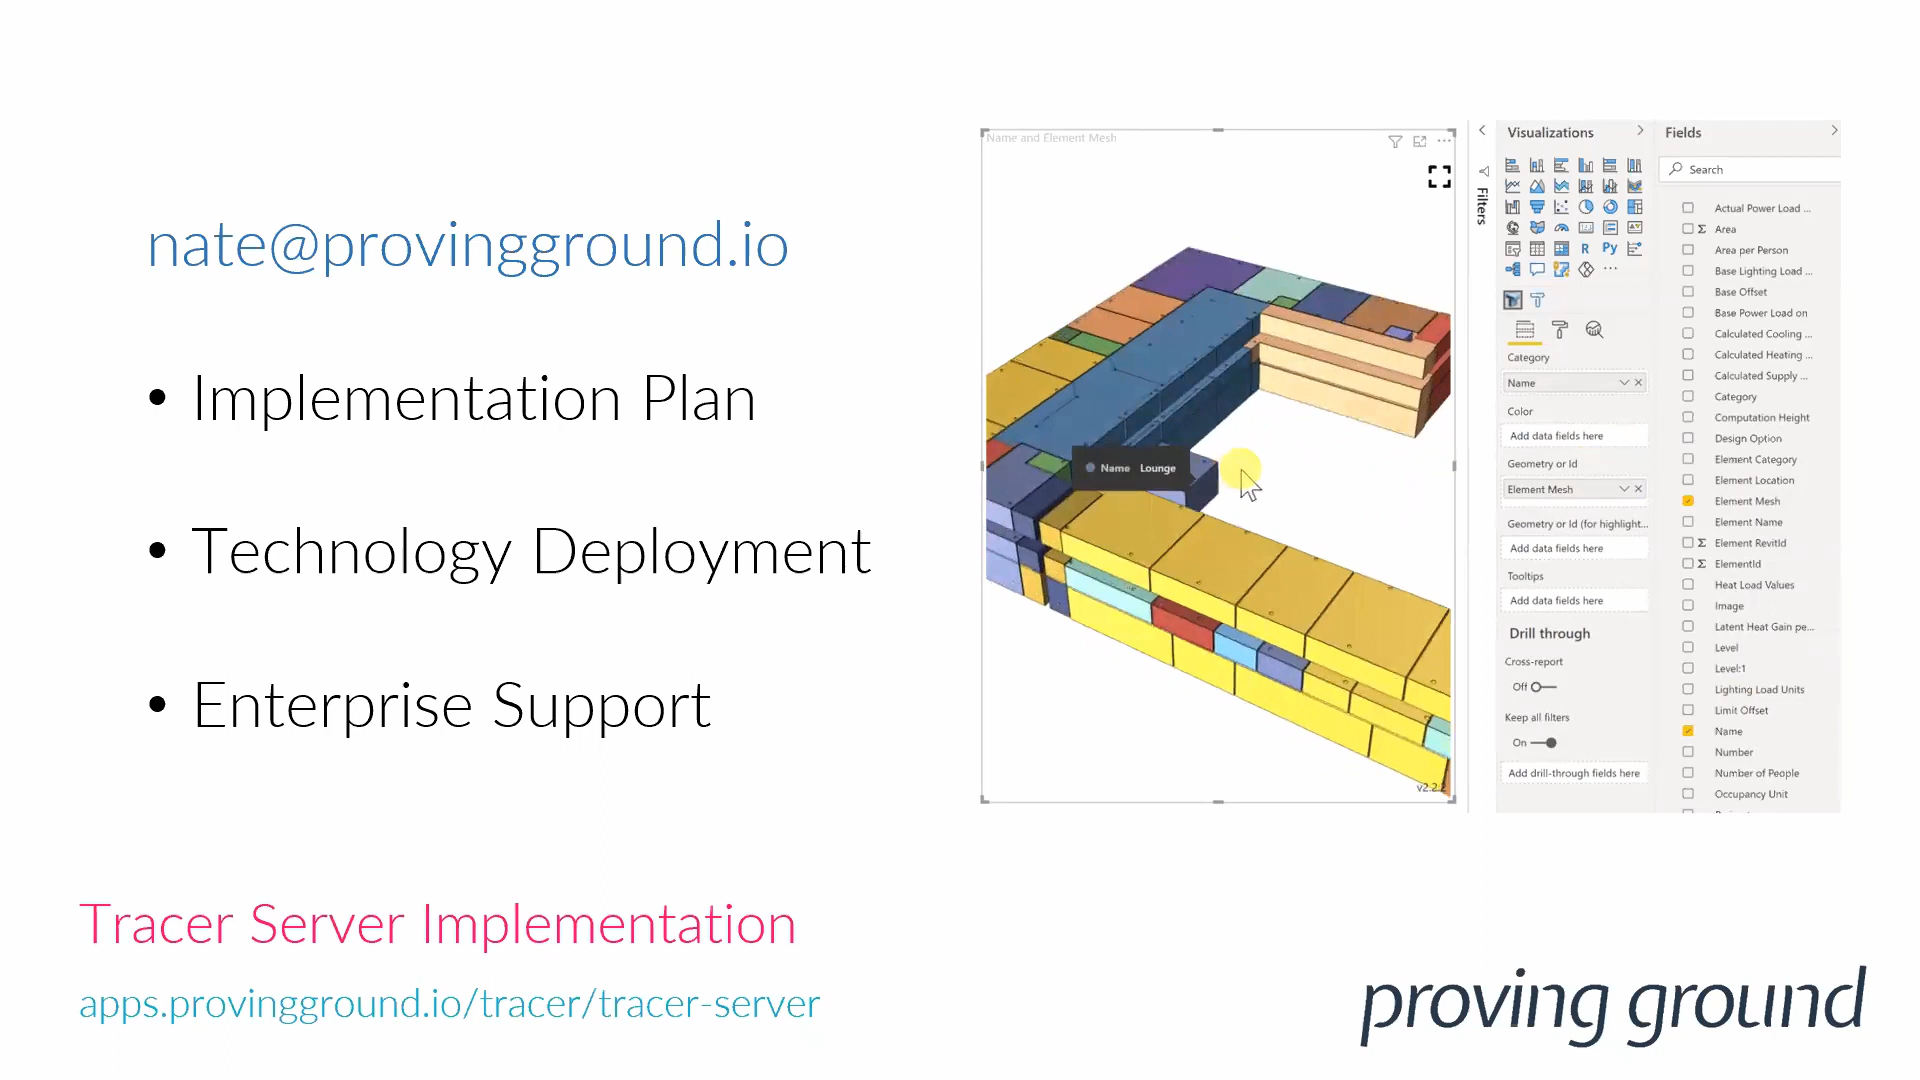 nate@provingground.io
• Implementation Plan
• Technology Deployment
• Enterprise Support
Tracer Server Implementation
apps.provingground.io/tracer/tracer-server
Name and Element Mesh
Name Lounge
v2.2.2
Filters
Visualizations
R Py
Category
Name
Color
Add data fields here
Geometry or Id
Element Mesh
Geometry or Id (for highlight...
Add data fields here
Tooltips
Add data fields here
Drill through
Cross-report
Off
Keep all filters
On
Add drill-through fields here
Fields
Search
Actual Power Load ...
Σ Area
Area per Person
Base Lighting Load ...
Base Offset
Base Power Load on
Calculated Cooling ...
Calculated Heating ...
Calculated Supply ...
Category
Computation Height
Design Option
Element Category
Element Location
Element Mesh
Element Name
Σ Element RevitId
Σ ElementId
Heat Load Values
Image
Latent Heat Gain pe...
Level
Level:1
Lighting Load Units
Limit Offset
Name
Number
Number of People
Occupancy Unit
proving ground